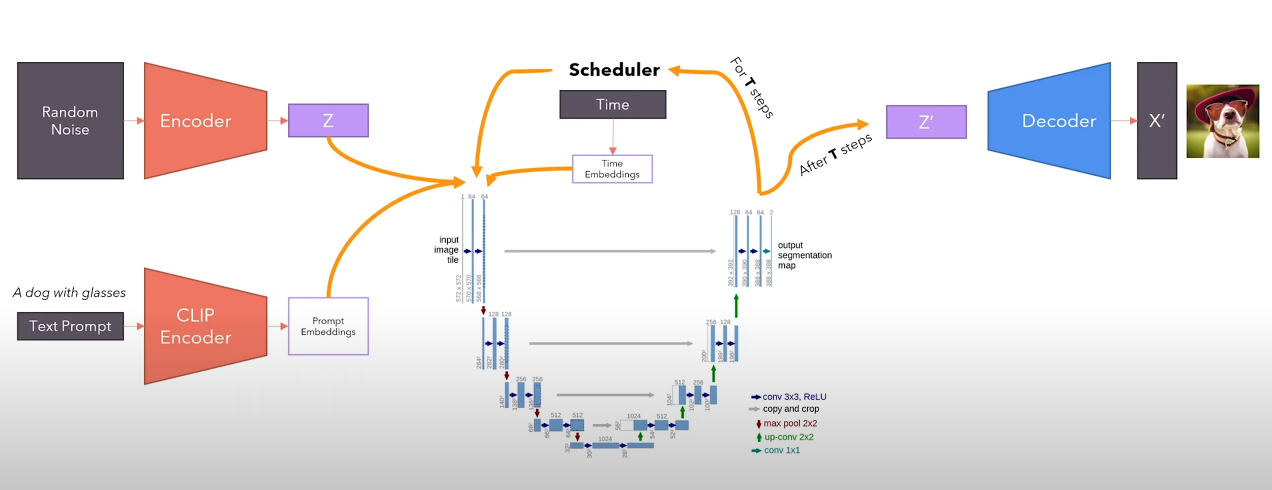 Random
Noise
Encoder
Z
A dog with glasses
Text Prompt
CLIP
Encoder
Prompt
Embeddings
Scheduler
Time
Time
Embeddings
For T steps
After T steps
Z'
Decoder
X'
input
image
tile
1 64 64
572 x 572
570 x 570
568 x 568
128 128
284²
282²
280²
256 256
140²
138²
136²
512 512
68²
66²
64²
1024
32²
30²
28²
1024 512
56²
54²
52²
512 256
104²
102²
100²
256 128
200²
198²
196²
128 64 64 2
392 x 392
390 x 390
388 x 388
388 x 388
output
segmentation
map
conv 3x3, ReLU
copy and crop
max pool 2x2
up-conv 2x2
conv 1x1